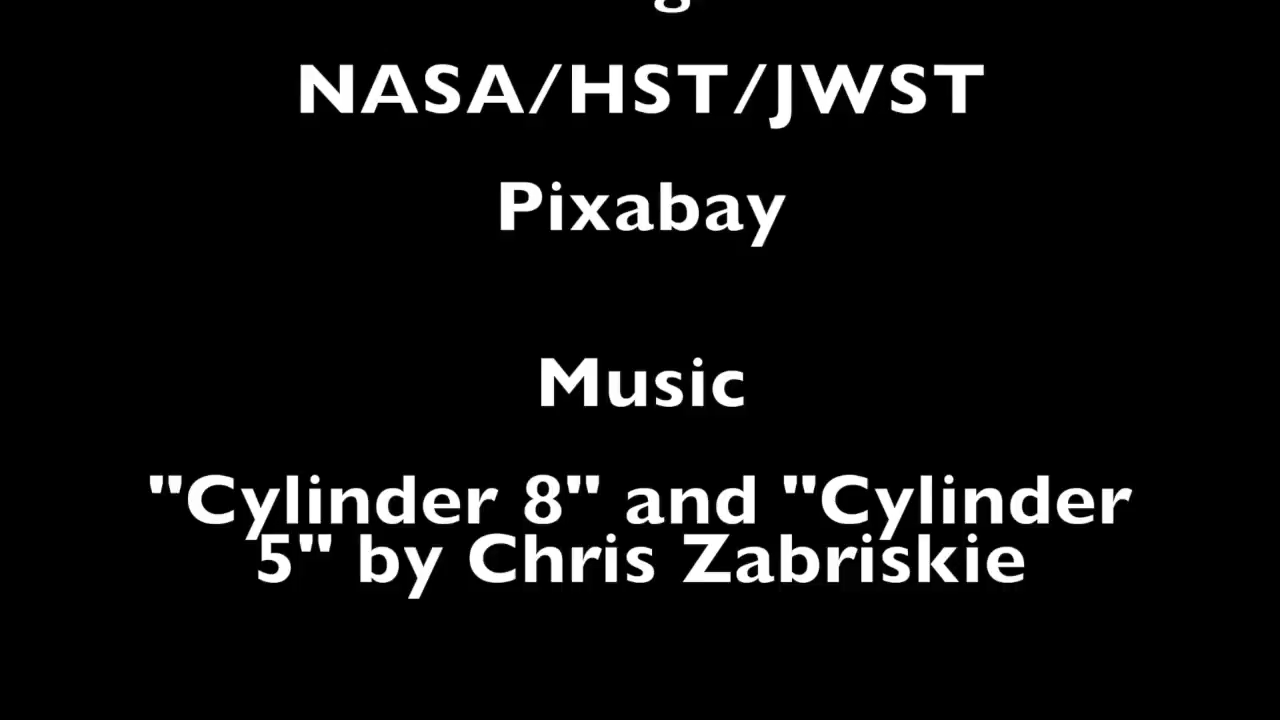 NASA/HST/JWST
Pixabay
Music
"Cylinder 8" and "Cylinder
5" by Chris Zabriskie